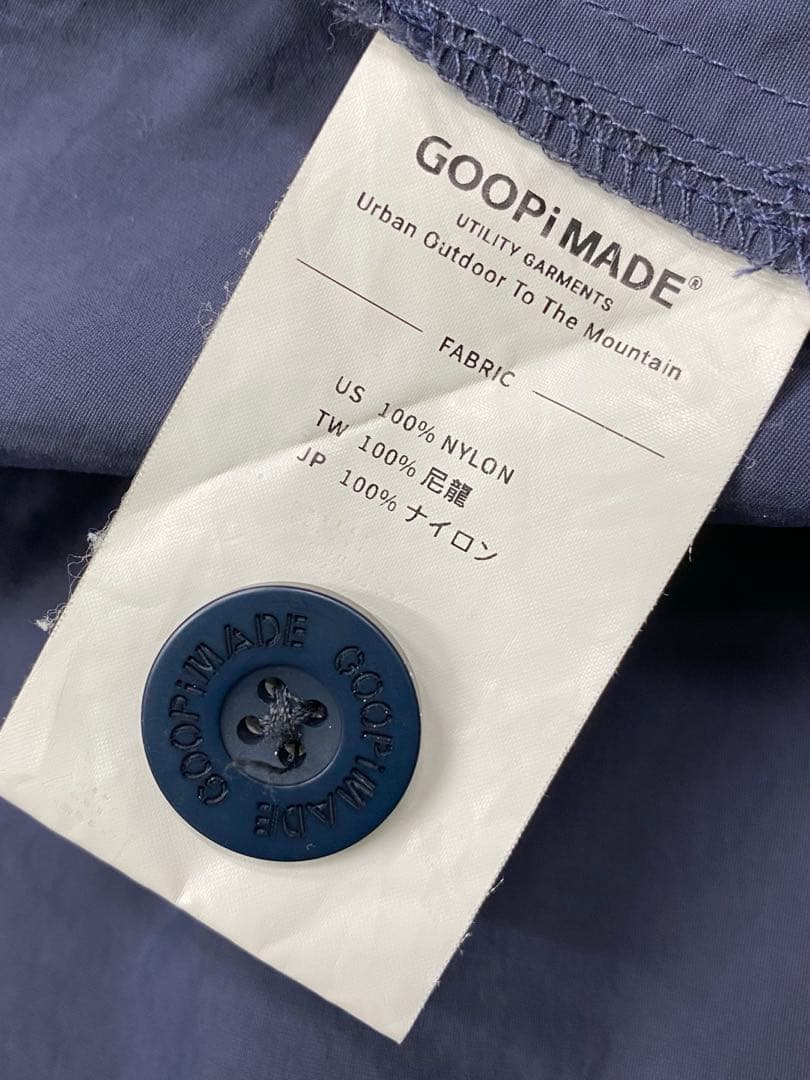 GOOPiMADE®
UTILITY GARMENTS
Urban Outdoor To The Mountain
FABRIC
US 100% NYLON
TW 100% 尼龍
JP 100% ナイロン
GOOPiMADE GOOPiMADE